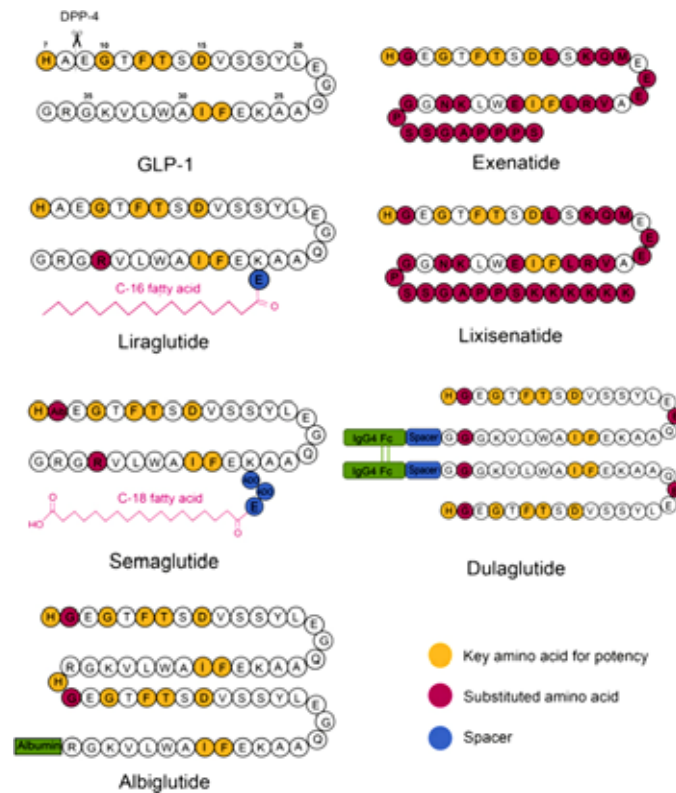 DPP-4
7 10 15 20
H A E G T F T S D V S S Y L E G Q
35 30 25
G R G K V L W A I F E K A A
GLP-1
H G E G T F T S D L S K Q M E E E
P G G N K L W E I F L R V A
S S G A P P P S
Exenatide
H A E G T F T S D V S S Y L E G Q
G R G R V L W A I F E K A A
E
C-16 fatty acid
O
Liraglutide
H G E G T F T S D L S K Q M E E E
P G G N K L W E I F L R V A
S S G A P P S K K K K K K
Lixisenatide
H E G T F T S D V S S Y L E G Q
G R G R V L W A I F E K A A
E
C-18 fatty acid
O
HO
O
Semaglutide
H G E G T F T S D V S S Y L E Q
IgG4 Fc Spacer G G G K V L W A I F E K A A
IgG4 Fc Spacer G G G K V L W A I F E K A A Q
H G E G T F T S D V S S Y L E
Dulaglutide
H G E G T F T S D V S S Y L E G Q
R G K V L W A I F E K A A
H
G E G T F T S D V S S Y L E G Q
Albumin R G K V L W A I F E K A A
Albiglutide
Key amino acid for potency
Substituted amino acid
Spacer